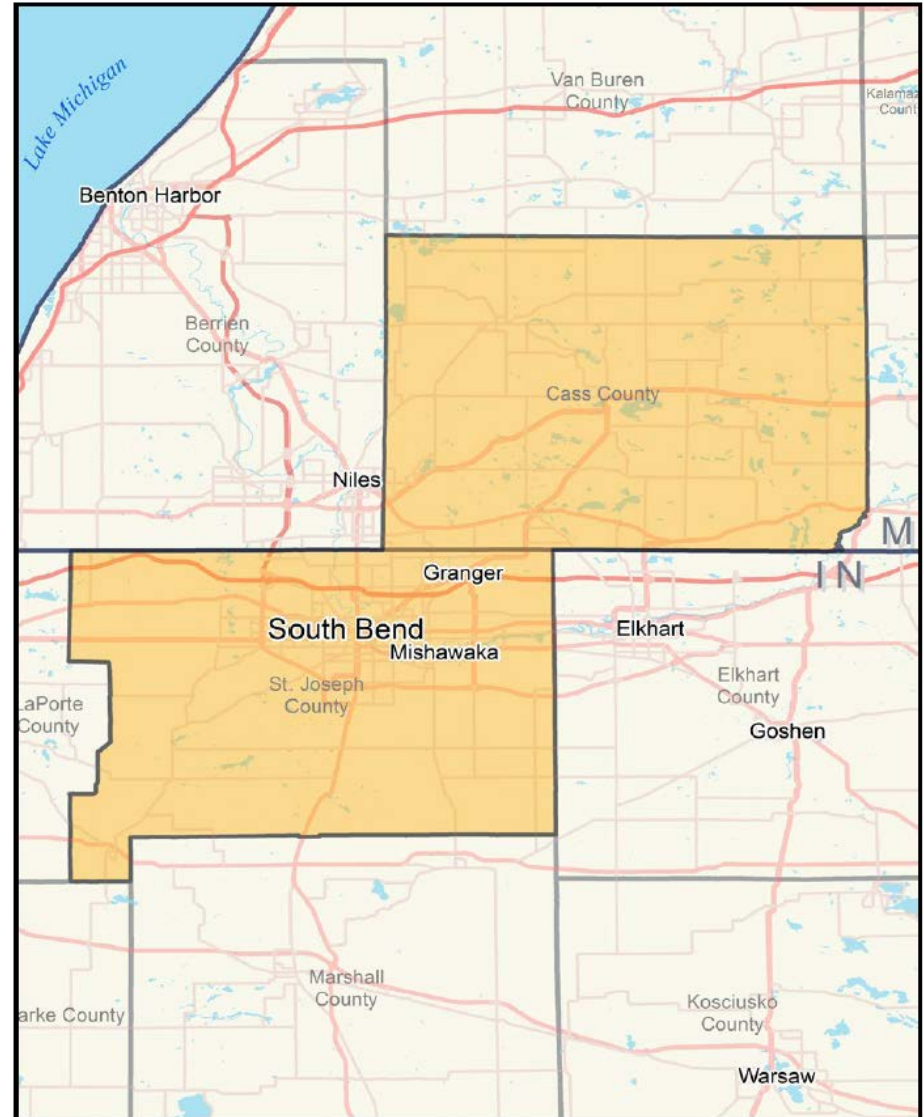 Lake Michigan
Van Buren
County
Kalamaz
Count
Benton Harbor
Berrien
County
Cass County
Niles
M
IN
Granger
South Bend
Mishawaka
Elkhart
St. Joseph
County
Elkhart
County
LaPorte
County
Goshen
Marshall
County
arke County
Kosciusko
County
Warsaw